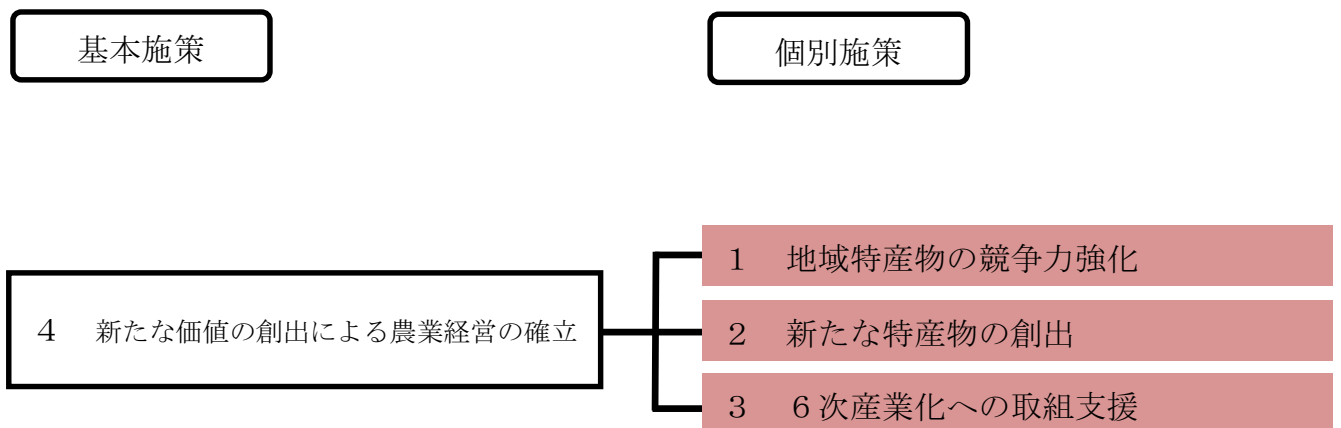 基本施策
個別施策
４　新たな価値の創出による農業経営の確立
１　地域特産物の競争力強化
２　新たな特産物の創出
３　６次産業化への取組支援